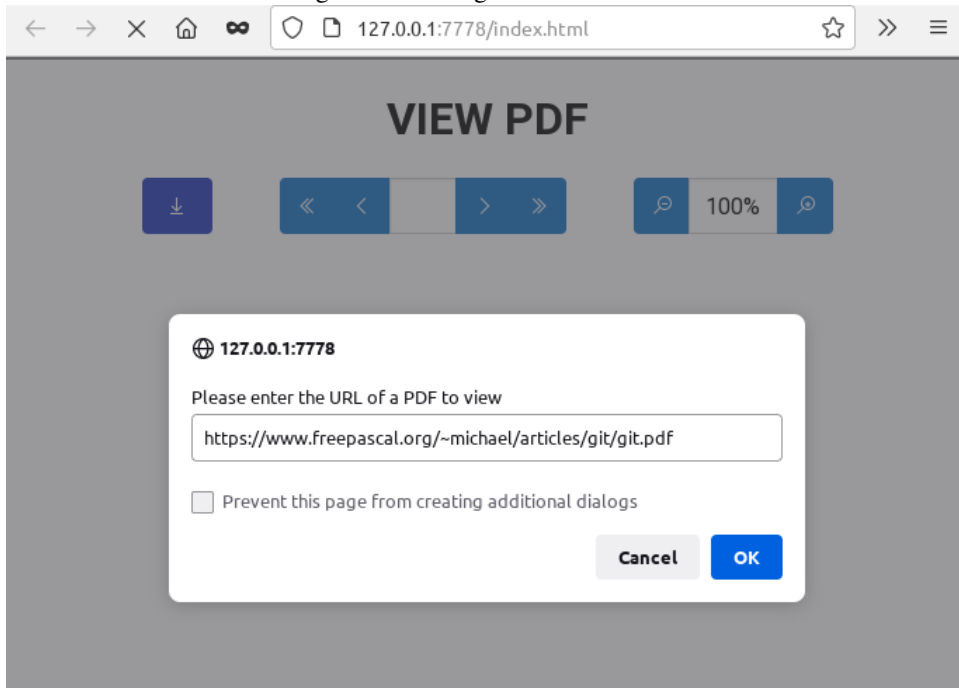 127.0.0.1:7778/index.html
VIEW PDF
100%
127.0.0.1:7778
Please enter the URL of a PDF to view
https://www.freepascal.org/~michael/articles/git/git.pdf
Prevent this page from creating additional dialogs
Cancel OK